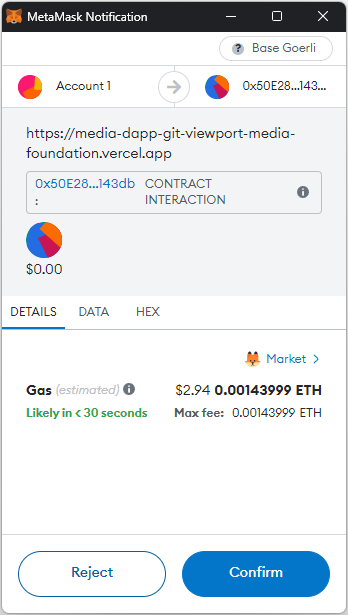 MetaMask Notification
Base Goerli
Account 1
0x50E28...143...
https://media-dapp-git-viewport-media-
foundation.vercel.app
0x50E28...143db CONTRACT
: INTERACTION
$0.00
DETAILS DATA HEX
Market >
Gas (estimated) $2.94 0.00143999 ETH
Likely in < 30 seconds Max fee: 0.00143999 ETH
Reject Confirm